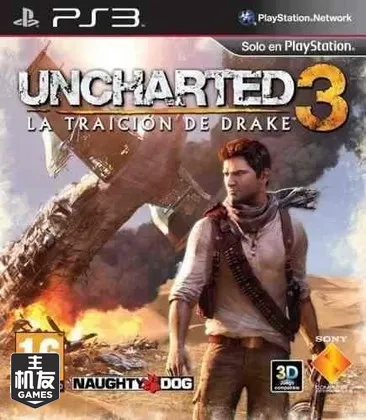 PS3
PlayStation®Network
Solo en PlayStation®
UNCHARTED 3
LA TRAICIÓN DE DRAKE
16
主机友
GAMES
NAUGHTY DOG
3D
SONY
COMPUTER